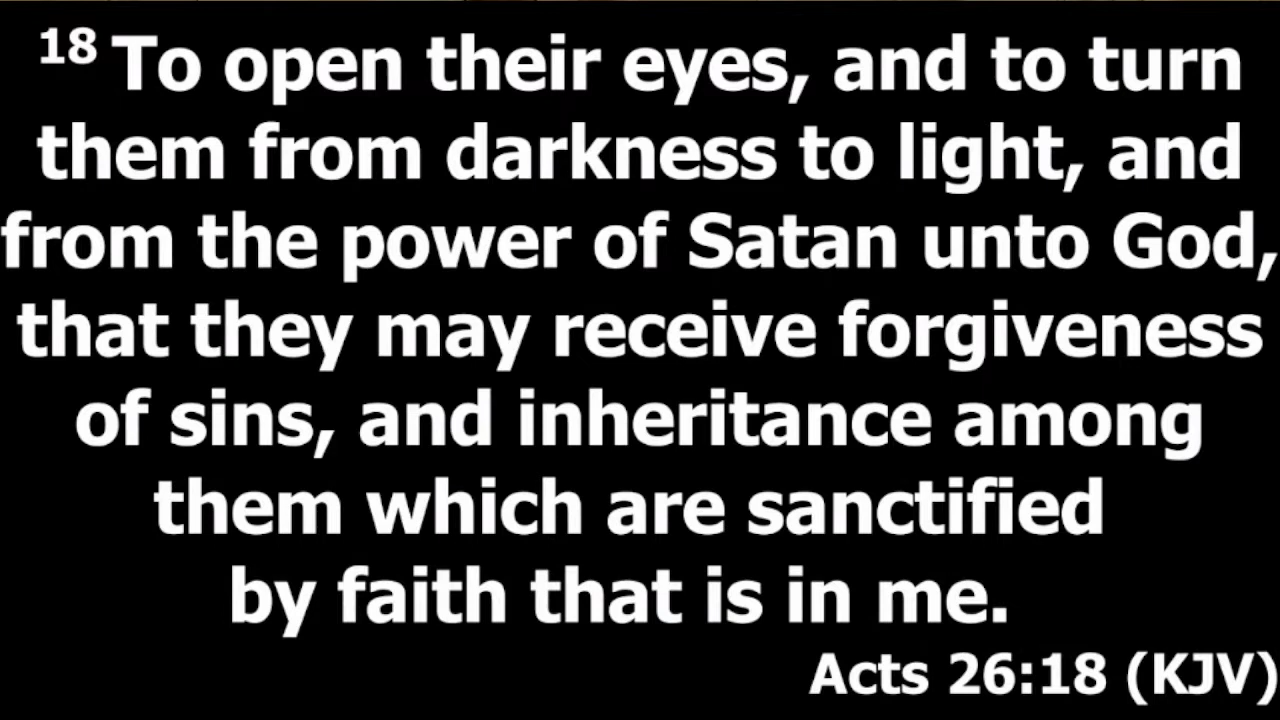 18 To open their eyes, and to turn
them from darkness to light, and
from the power of Satan unto God,
that they may receive forgiveness
of sins, and inheritance among
them which are sanctified
by faith that is in me.
Acts 26:18 (KJV)